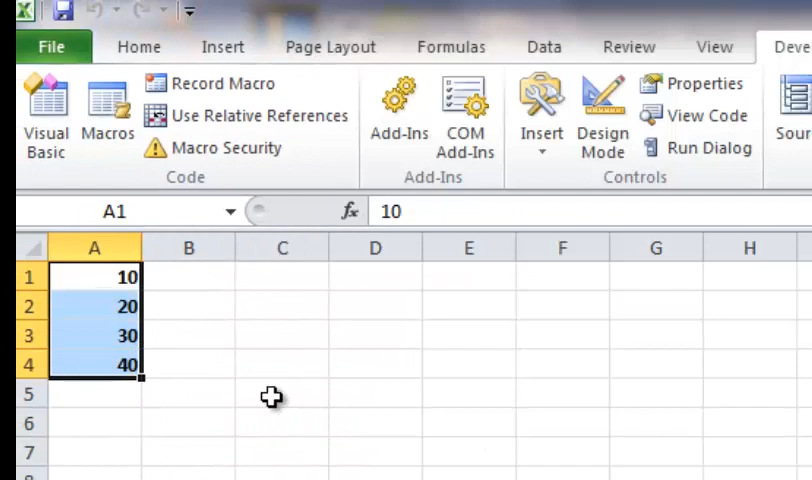 File Home Insert Page Layout Formulas Data Review View Deve
Record Macro
Use Relative References
Macro Security
Visual Basic
Macros
Code
Add-Ins
COM Add-Ins
Add-Ins
Insert
Design Mode
Properties
View Code
Run Dialog
Controls
Sour
A1 fx 10
A B C D E F G H
1 10
2 20
3 30
4 40
5
6
7